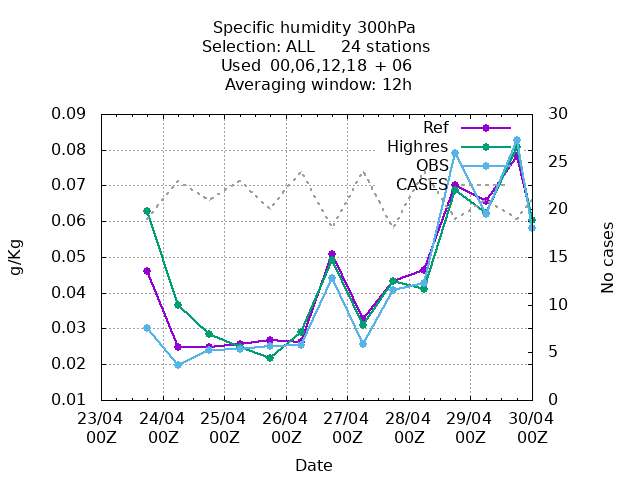 Specific humidity 300hPa
Selection: ALL 24 stations
Used 00,06,12,18 + 06
Averaging window: 12h
0.09 30
Ref
Highres
OBS
CASES
0.08 25
0.07
0.06 20
0.05 15
0.04 10
0.03
0.02 5
0.01 0
g/Kg
No cases
23/04 24/04 25/04 26/04 27/04 28/04 29/04 30/04
00Z 00Z 00Z 00Z 00Z 00Z 00Z 00Z
Date